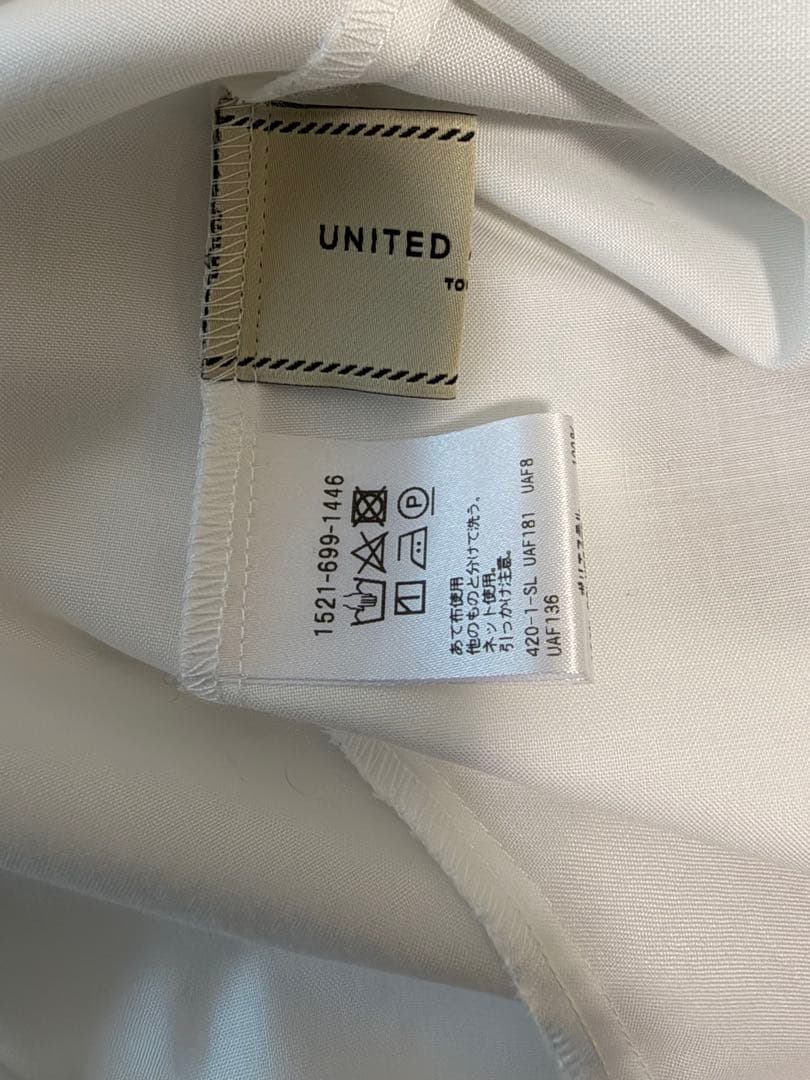 UNITED
TO
1521-699-1446
P
あて布使用
他のものと分けて洗う。
ネット使用。
引っかけ注意。
420-1-SL UAF181 UAF8
UAF136
100%